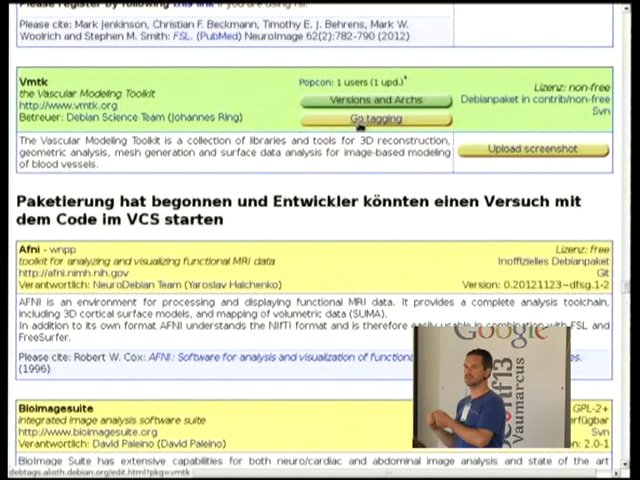 Please register by following this link if you are using fsl.
Please cite: Mark Jenkinson, Christian F. Beckmann, Timothy E. J. Behrens, Mark W.
Woolrich and Stephen M. Smith: FSL. (PubMed) NeuroImage 62(2):782-790 (2012)
Vmtk
the Vascular Modeling Toolkit
http://www.vmtk.org
Betreuer: Debian Science Team (Johannes Ring)
Popcon: 1 users (1 upd.)*
Versions and Archs
Go tagging
Lizenz: non-free
Debianpaket in contrib/non-free
Svn
The Vascular Modeling Toolkit is a collection of libraries and tools for 3D reconstruction,
geometric analysis, mesh generation and surface data analysis for image-based modeling
of blood vessels.
Upload screenshot
Paketierung hat begonnen und Entwickler könnten einen Versuch mit
dem Code im VCS starten
Afni - wnpp
toolkit for analyzing and visualizing functional MRI data
http://afni.nimh.nih.gov
Verantwortlich: NeuroDebian Team (Yaroslav Halchenko)
Lizenz: free
Inoffizielles Debianpaket
Git
Version: 0.20121123~dfsg.1-2
AFNI is an environment for processing and displaying functional MRI data. It provides a complete analysis toolchain,
including 3D cortical surface models, and mapping of volumetric data (SUMA).
In addition to its own format AFNI understands the NIfTI format and is therefore easily usable in combination with FSL and
FreeSurfer.
Please cite: Robert W. Cox: AFNI: Software for analysis and visualization of functional
(1996)
Bioimagesuite
integrated image analysis software suite
http://www.bioimagesuite.org
Verantwortlich: David Paleino (David Paleino)
GPL-2+
Svn
2.0-1
BioImage Suite has extensive capabilities for both neuro/cardiac and abdominal image analysis and state of the art
debtags.alioth.debian.org/edit.html?pkg=vmtk
Google
conf13
Vaumarcus